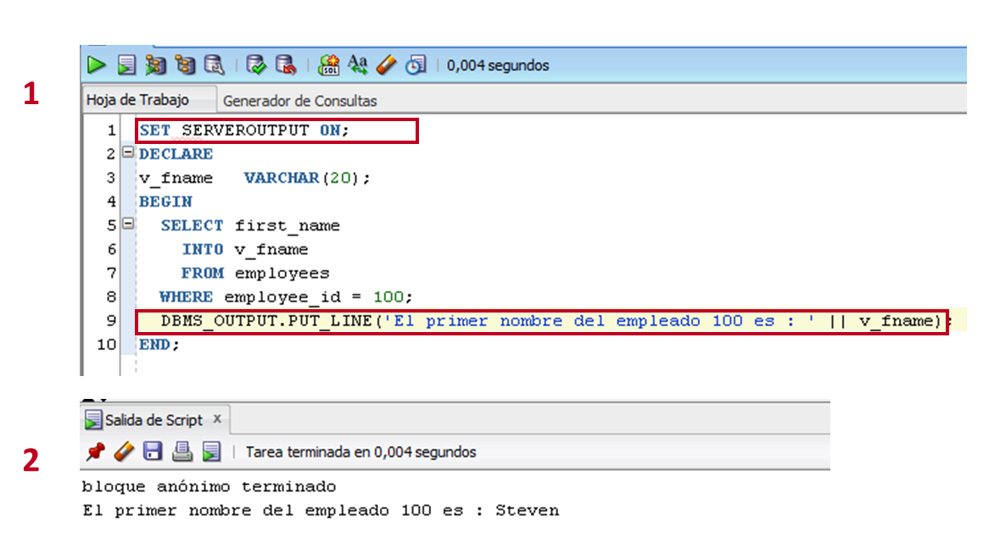 1
0,004 segundos
Hoja de Trabajo Generador de Consultas
1 SET SERVEROUTPUT ON;
2 DECLARE
3 v_fname VARCHAR(20);
4 BEGIN
5 SELECT first_name
6 INTO v_fname
7 FROM employees
8 WHERE employee_id = 100;
9 DBMS_OUTPUT.PUT_LINE('El primer nombre del empleado 100 es : ' || v_fname);
10 END;
2
Salida de Script x
Tarea terminada en 0,004 segundos
bloque anónimo terminado
El primer nombre del empleado 100 es : Steven